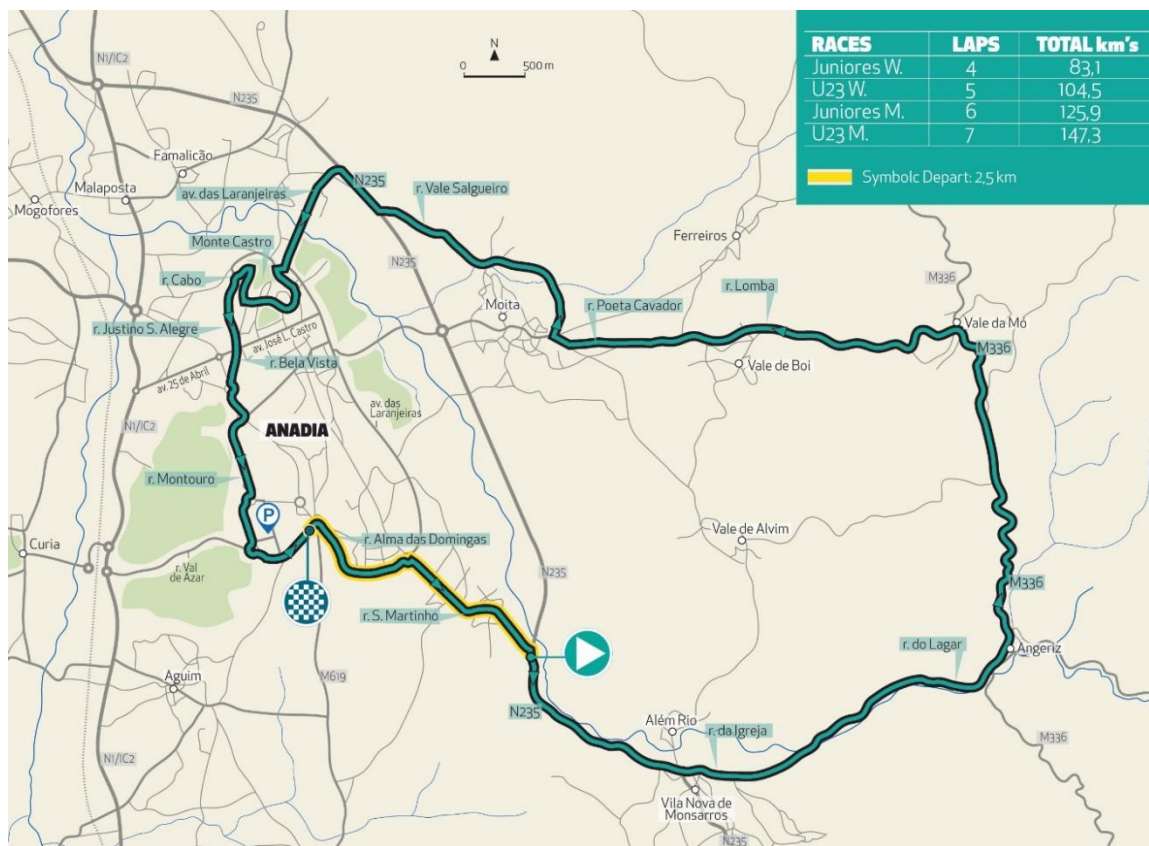 RACES LAPS TOTAL km's
Juniores W. 4 83,1
U23 W. 5 104,5
Juniores M. 6 125,9
U23 M. 7 147,3
Symbolc Depart: 2,5 km
N
0 500 m
N1/IC2
N235
Famalicão
Malaposta
Mogofores
av. das Laranjeiras
N235
r. Vale Salgueiro
Monte Castro
r. Cabo
N235
Ferreiros
M336
r. Lomba
Moita
r. Poeta Cavador
Vale da Mó
M336
r. Justino S. Alegre
av. José L. Castro
r. Bela Vista
Vale de Boi
av. 25 de Abril
av. das
Laranjeiras
N1/IC2
ANADIA
r. Montouro
P
r. Alma das Domingas
Vale de Alvim
Curia
r. Val
de Azar
N235
M336
r. S. Martinho
r. do Lagar
Angeriz
Aguim
M619
N235
Além Rio
r. da Igreja
M336
N1/IC2
Vila Nova de
Monsarros
N235